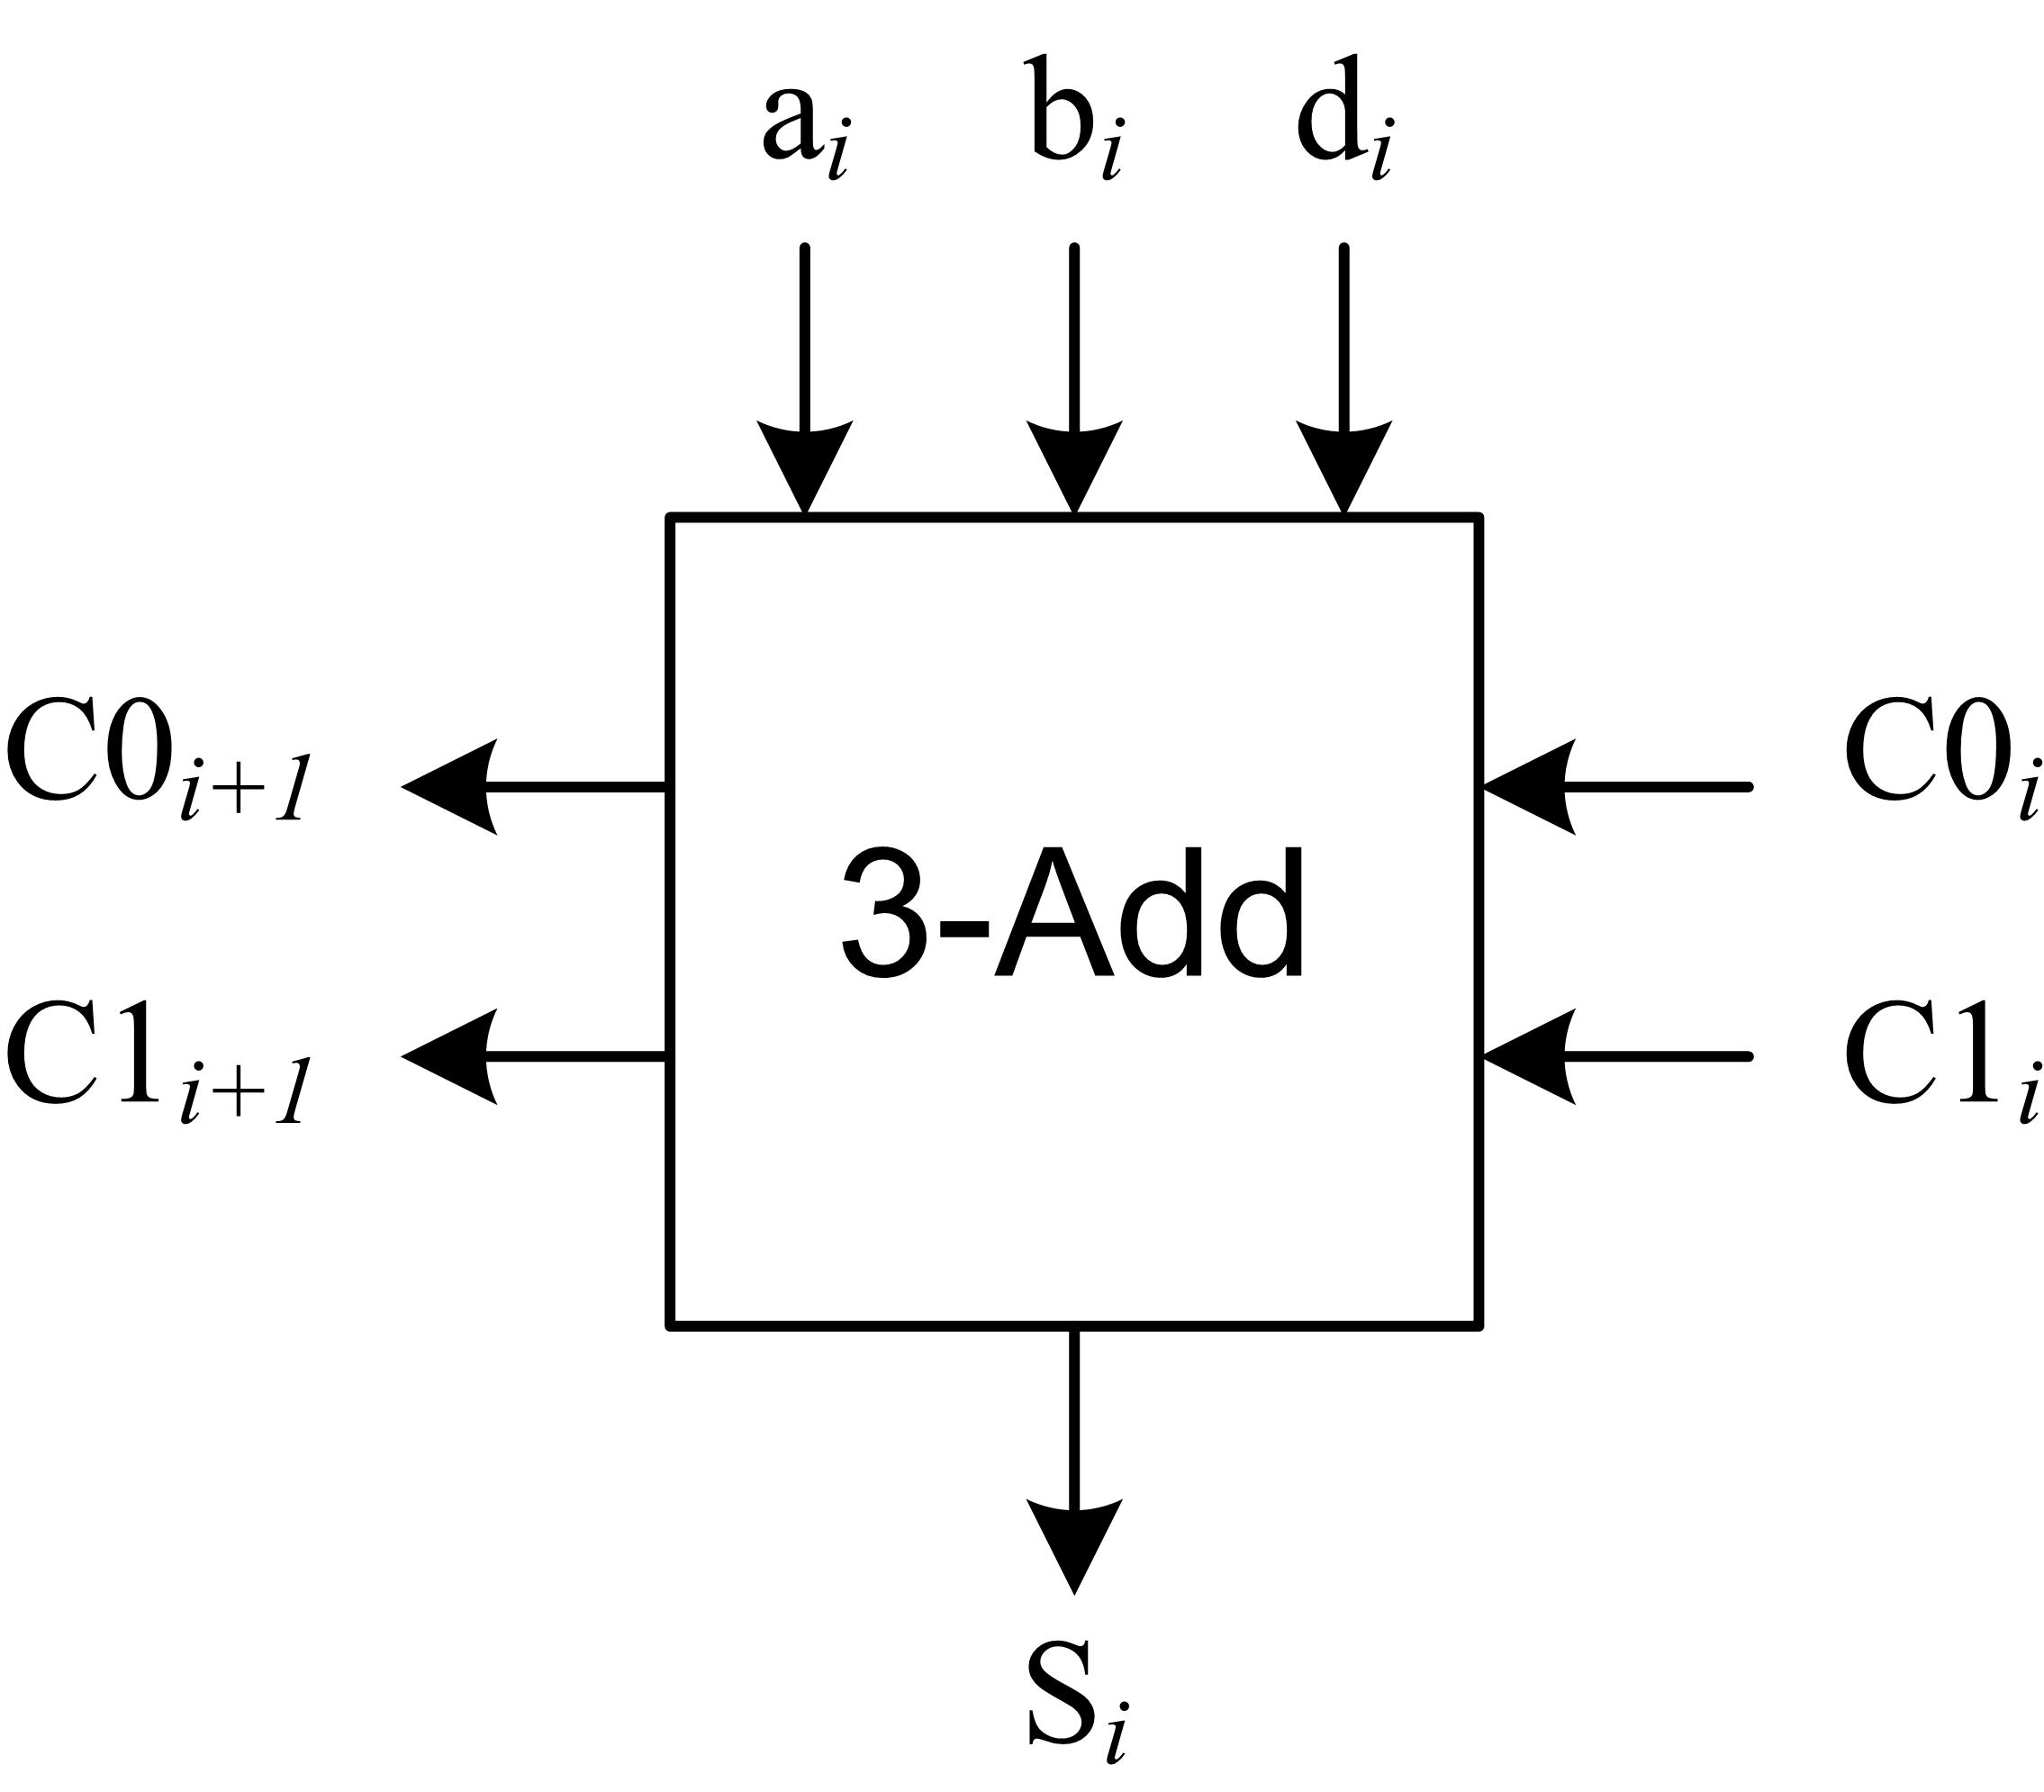 aᵢ bᵢ dᵢ
C0ᵢ₊₁ C0ᵢ
3-Add
C1ᵢ₊₁ C1ᵢ
Sᵢ